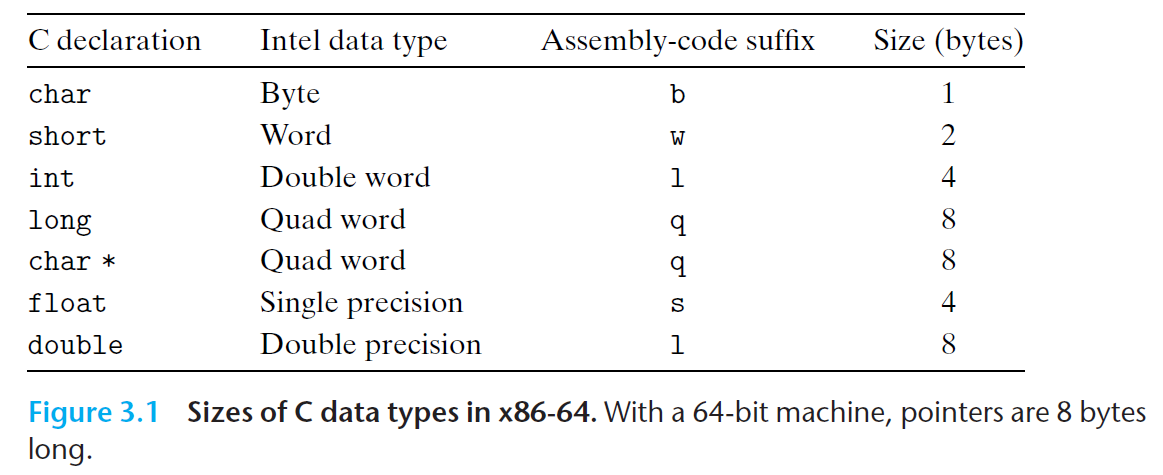 C declaration Intel data type Assembly-code suffix Size (bytes)
char Byte b 1
short Word w 2
int Double word l 4
long Quad word q 8
char * Quad word q 8
float Single precision s 4
double Double precision l 8
Figure 3.1 Sizes of C data types in x86-64. With a 64-bit machine, pointers are 8 bytes
long.